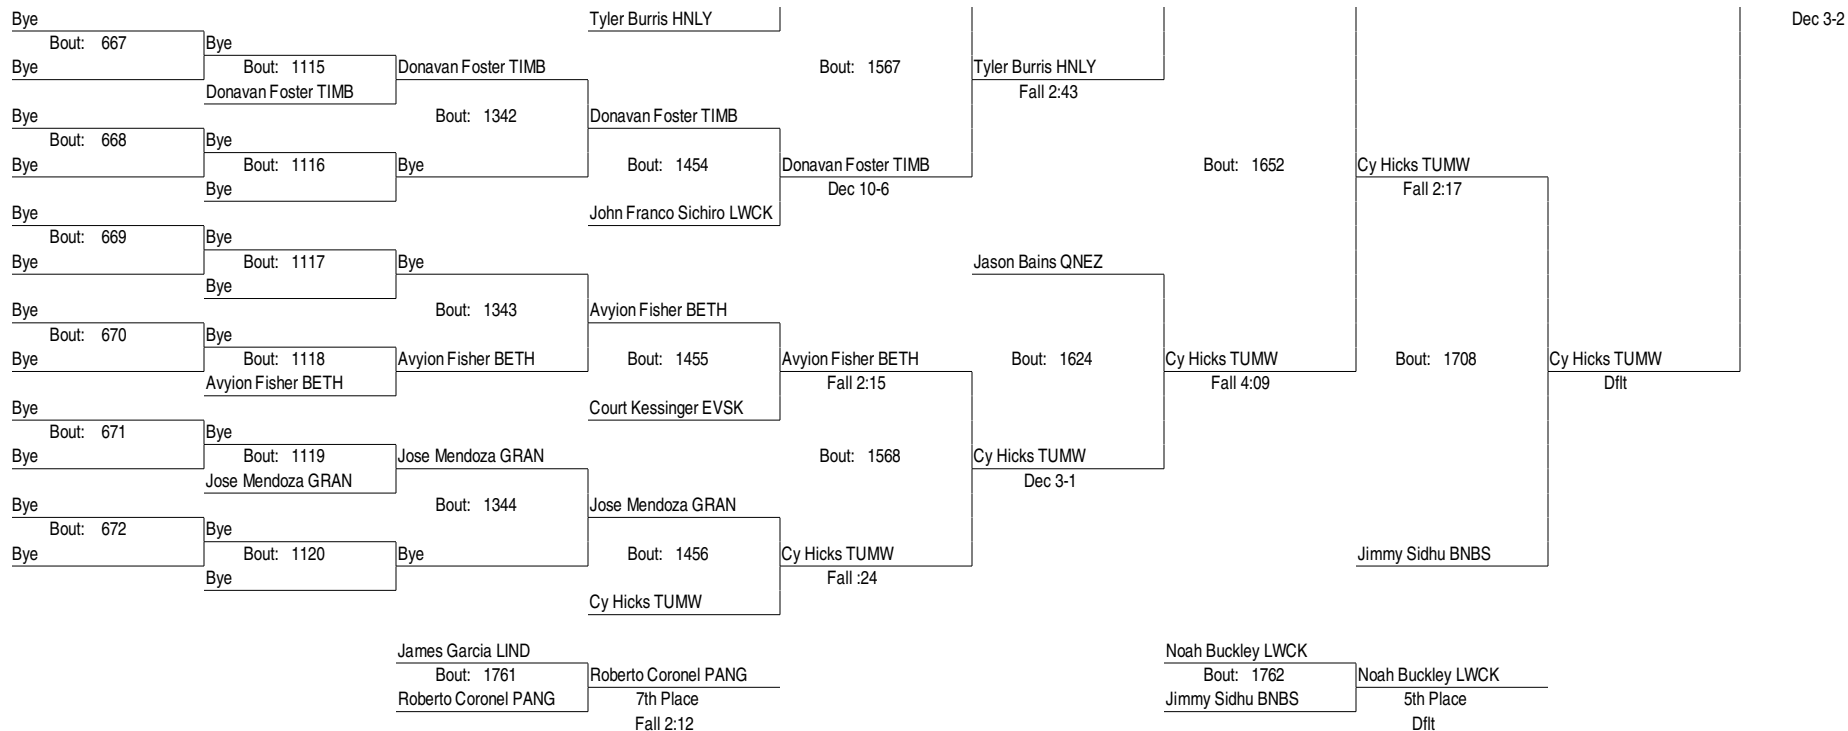 Bye
Tyler Burris HNLY
Dec 3-2
Bout: 667
Bye
Bye
Bout: 1115
Donavan Foster TIMB
Bout: 1567
Tyler Burris HNLY
Donavan Foster TIMB
Fall 2:43
Bye
Bout: 1342
Donavan Foster TIMB
Bout: 668
Bye
Bye
Bout: 1116
Bye
Bout: 1454
Donavan Foster TIMB
Bout: 1652
Cy Hicks TUMW
Bye
Dec 10-6
Fall 2:17
Bye
John Franco Sichiro LWCK
Bout: 669
Bye
Bye
Bout: 1117
Bye
Jason Bains QNEZ
Bye
Bye
Bout: 1343
Avyion Fisher BETH
Bout: 670
Bye
Bye
Bout: 1118
Avyion Fisher BETH
Bout: 1455
Avyion Fisher BETH
Bout: 1624
Cy Hicks TUMW
Bout: 1708
Cy Hicks TUMW
Avyion Fisher BETH
Fall 2:15
Fall 4:09
Dflt
Bye
Court Kessinger EVSK
Bout: 671
Bye
Bye
Bout: 1119
Jose Mendoza GRAN
Bout: 1568
Cy Hicks TUMW
Jose Mendoza GRAN
Dec 3-1
Bye
Bout: 1344
Jose Mendoza GRAN
Bout: 672
Bye
Bye
Bout: 1120
Bye
Bout: 1456
Cy Hicks TUMW
Jimmy Sidhu BNBS
Bye
Fall :24
Cy Hicks TUMW
James Garcia LIND
Noah Buckley LWCK
Bout: 1761
Roberto Coronel PANG
Bout: 1762
Noah Buckley LWCK
Roberto Coronel PANG
7th Place
Jimmy Sidhu BNBS
5th Place
Fall 2:12
Dflt